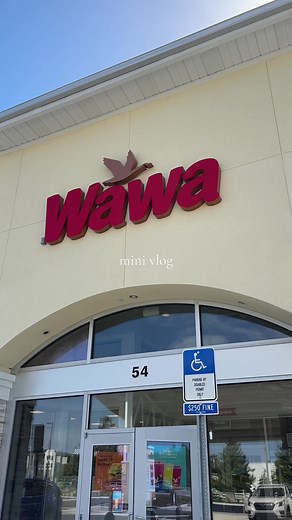 Wawa
mini vlog
54
PARKING BY
DISABLED
PERMIT
ONLY
$250 FINE